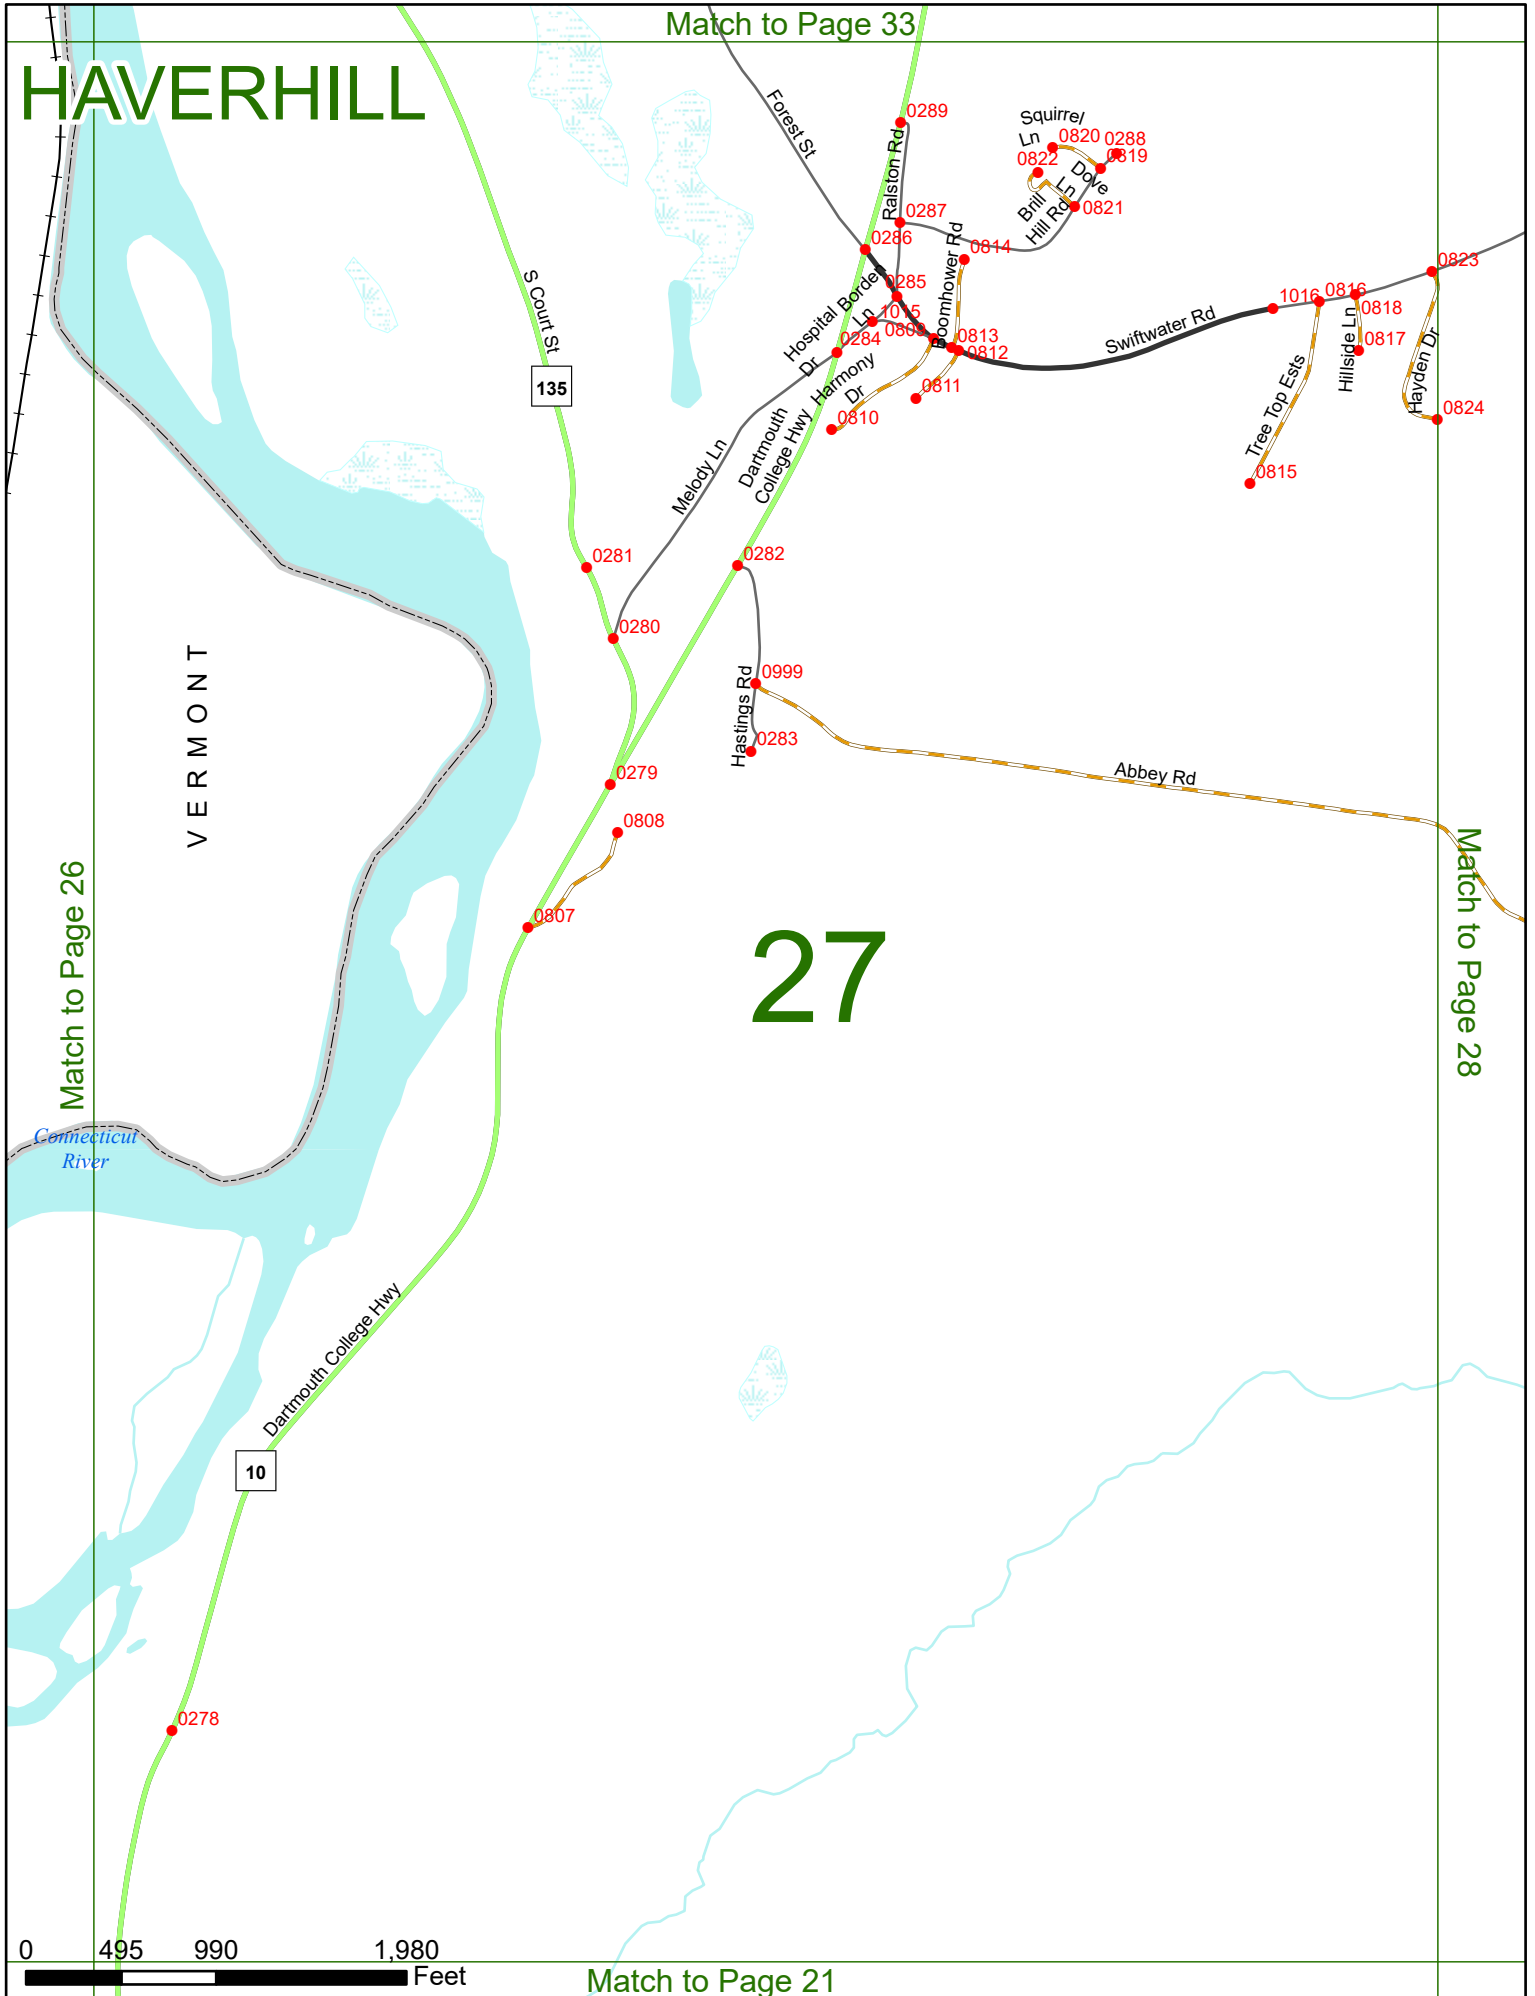 Match to Page 33
HAVERHILL
Forest St
0289
Ralston Rd
Squirrel
Ln
0820
0288
0819
0822
Dove
Ln
Brill
Hill Rd
0821
0287
0286
0814
Boomhower Rd
0823
S Court St
Hospital
Dr
Border
Ln
0285
1015
0809
0284
0813
0812
Harmony
Dr
0811
0810
Swiftwater Rd
1016
0816
0818
0817
Hillside Ln
Hayden Dr
0824
Tree Top Ests
0815
135
Melody Ln
Dartmouth
College Hwy
0281
0282
0280
0999
Hastings Rd
0283
VERMONT
0279
Abbey Rd
0808
0807
Match to Page 26
27
Match to Page 28
Connecticut
River
Dartmouth College Hwy
10
0278
0 495 990 1,980
Feet
Match to Page 21